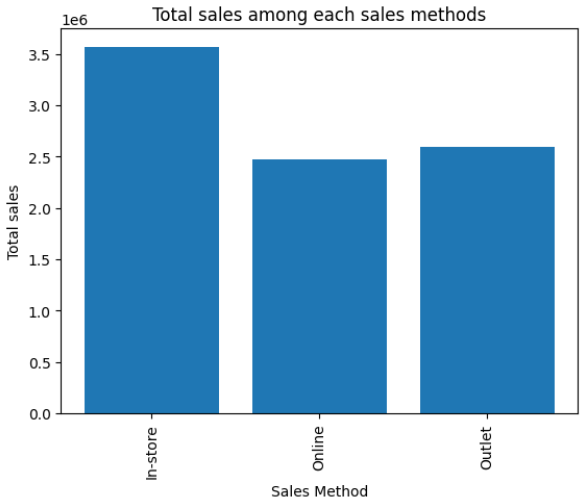 Total sales among each sales methods
1e6
3.5
3.0
2.5
2.0
1.5
1.0
0.5
0.0
Total sales
In-store
Online
Outlet
Sales Method